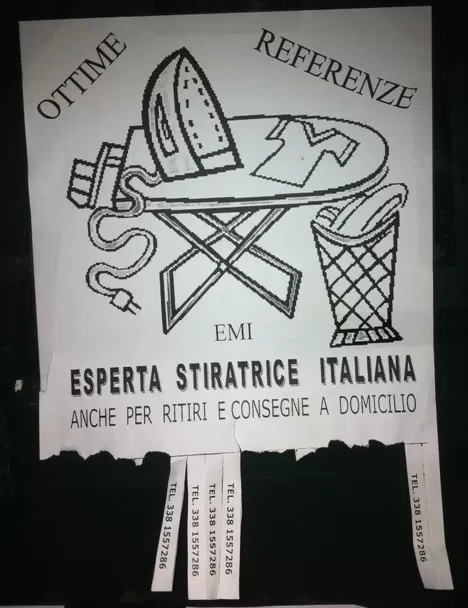 OTTIME REFERENZE
EMI
ESPERTA STIRATRICE ITALIANA
ANCHE PER RITIRI E CONSEGNE A DOMICILIO
TEL. 338 1557286
TEL. 338 1557286
TEL. 338 1557286
TEL. 338 1557286
TEL. 338 1557286